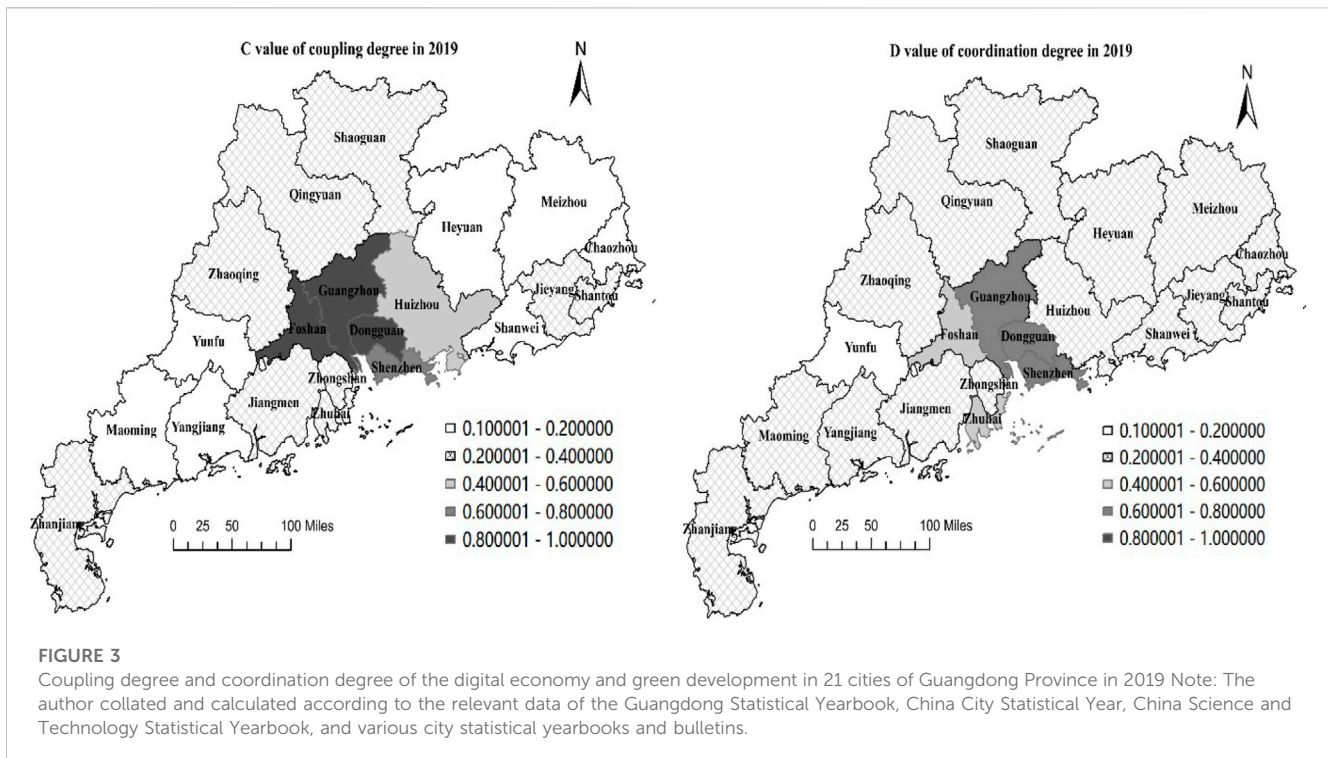 C value of coupling degree in 2019
N
Shaoguan
Qingyuan
Meizhou
Heyuan
Chaozhou
Zhaoqing
Jieyang
Shantou
Guangzhou
Huizhou
Shanwei
Foshan
Dongguan
Yunfu
Shenzhen
Zhongshan
Jiangmen
Zhuhai
Maoming
Yangjiang
Zhanjiang
0.100001 - 0.200000
0.200001 - 0.400000
0.400001 - 0.600000
0.600001 - 0.800000
0.800001 - 1.000000
0 25 50 100 Miles
D value of coordination degree in 2019
N
Shaoguan
Qingyuan
Meizhou
Heyuan
Chaozhou
Zhaoqing
Jieyang
Shantou
Guangzhou
Huizhou
Shanwei
Foshan
Dongguan
Yunfu
Shenzhen
Zhongshan
Jiangmen
Zhuhai
Maoming
Yangjiang
Zhanjiang
0.100001 - 0.200000
0.200001 - 0.400000
0.400001 - 0.600000
0.600001 - 0.800000
0.800001 - 1.000000
0 25 50 100 Miles
FIGURE 3
Coupling degree and coordination degree of the digital economy and green development in 21 cities of Guangdong Province in 2019 Note: The
author collated and calculated according to the relevant data of the Guangdong Statistical Yearbook, China City Statistical Year, China Science and
Technology Statistical Yearbook, and various city statistical yearbooks and bulletins.